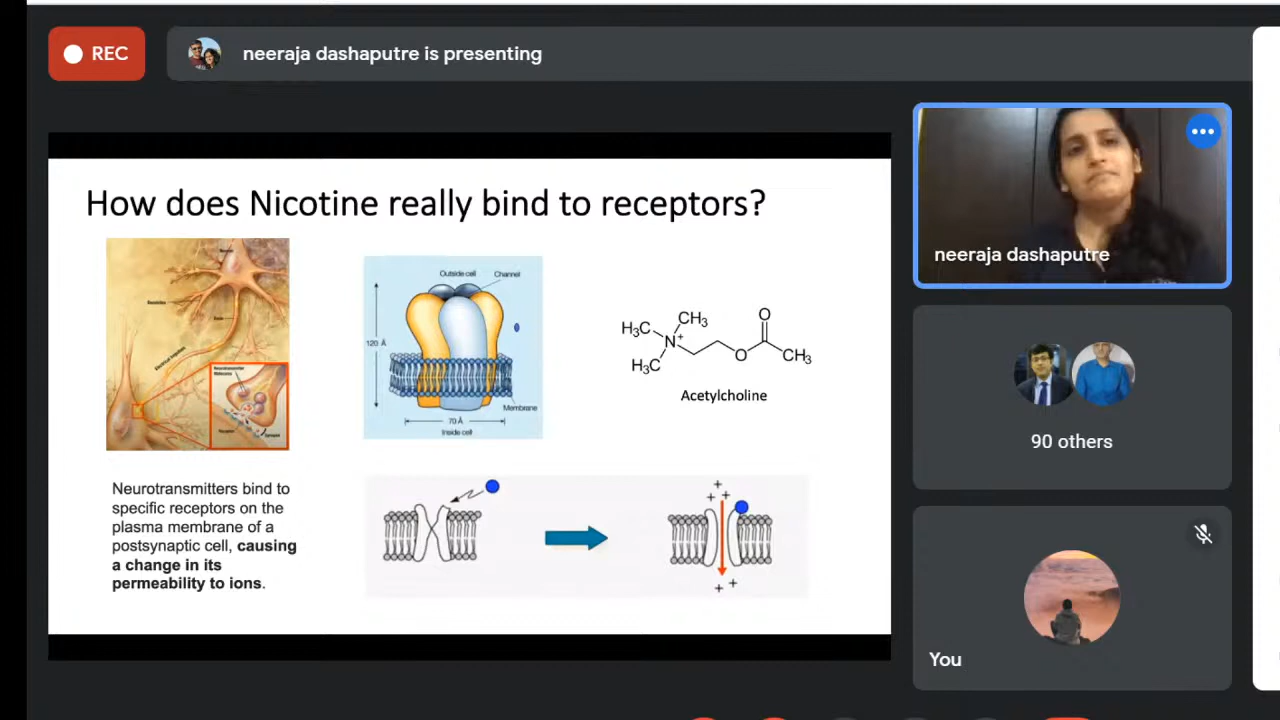 REC
neeraja dashaputre is presenting
How does Nicotine really bind to receptors?
Outside cell
Channel
120 Å
Membrane
70 Å
Inside cell
H₃C
CH₃
N⁺
H₃C
O
O
CH₃
Acetylcholine
Neurotransmitters bind to
specific receptors on the
plasma membrane of a
postsynaptic cell, causing
a change in its
permeability to ions.
+
+ +
+ +
neeraja dashaputre
90 others
You